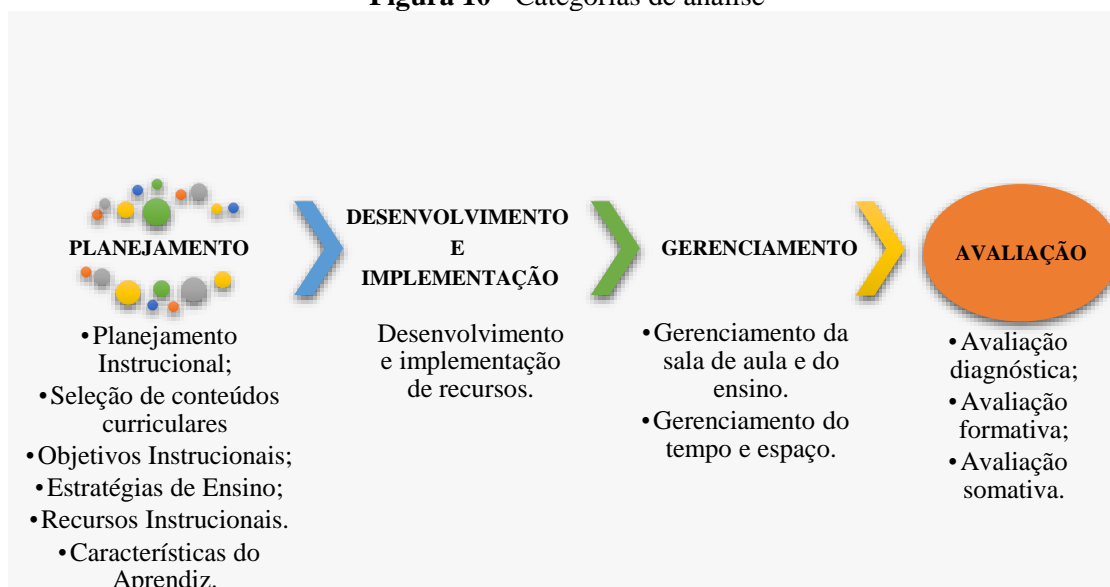 Figura 10 - Categorias de análise
PLANEJAMENTO
•Planejamento
Instrucional;
•Seleção de conteúdos
curriculares
•Objetivos Instrucionais;
•Estratégias de Ensino;
•Recursos Instrucionais.
•Características do
Aprendiz.
DESENVOLVIMENTO
E
IMPLEMENTAÇÃO
Desenvolvimento
e implementação
de recursos.
GERENCIAMENTO
•Gerenciamento da
sala de aula e do
ensino.
•Gerenciamento do
tempo e espaço.
AVALIAÇÃO
•Avaliação
diagnóstica;
•Avaliação
formativa;
•Avaliação
somativa.